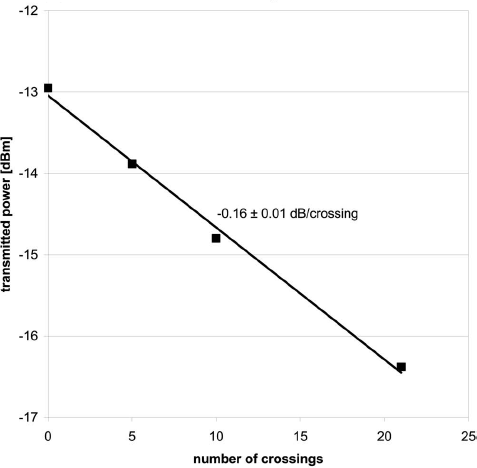 -12
-13
-14
-15
-16
-17
transmitted power [dBm]
-0.16 ± 0.01 dB/crossing
0 5 10 15 20 25
number of crossings